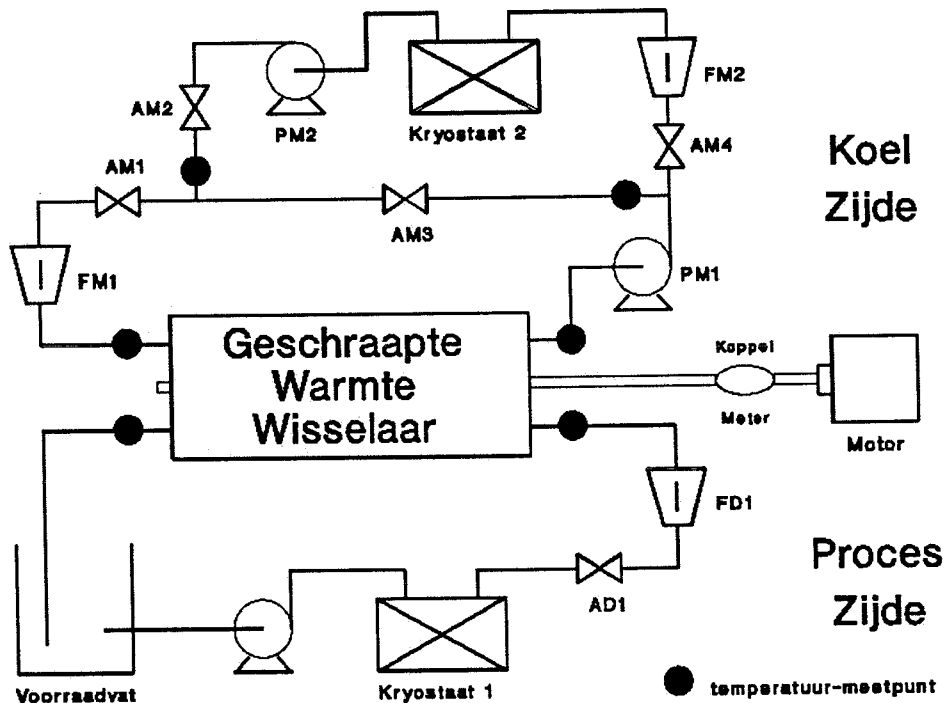 AM2
PM2
Kryostaat 2
FM2
AM4
Koel
Zijde
AM1
AM3
FM1
PM1
Geschraapte
Warmte
Wisselaar
Koppel
Meter
Motor
FD1
AD1
Proces
Zijde
Voorraadvat
Kryostaat 1
temperatuur-meetpunt